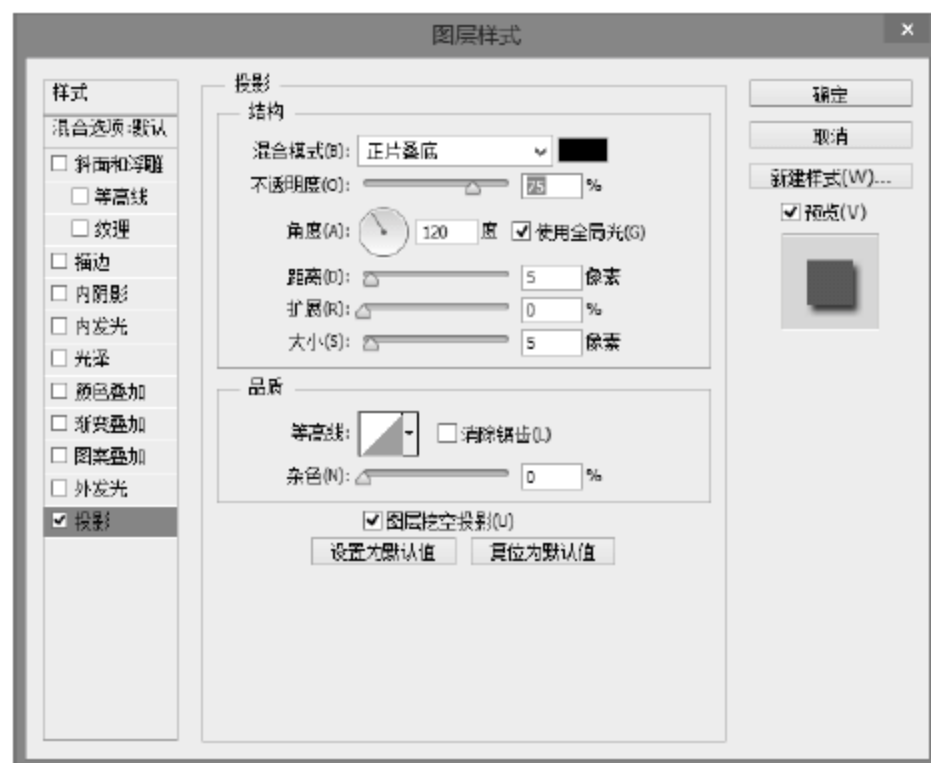 图层样式
样式
混合选项:默认
斜面和浮雕
等高线
纹理
描边
内阴影
内发光
光泽
颜色叠加
渐变叠加
图案叠加
外发光
投影
投影
结构
混合模式(B): 正片叠底
不透明度(O): 75 %
角度(A): 120 度 使用全局光(G)
距离(D): 5 像素
扩展(R): 0 %
大小(S): 5 像素
品质
等高线: 消除锯齿(L)
杂色(N): 0 %
图层挖空投影(U)
设置为默认值 复位为默认值
确定
取消
新建样式(W)...
预览(V)